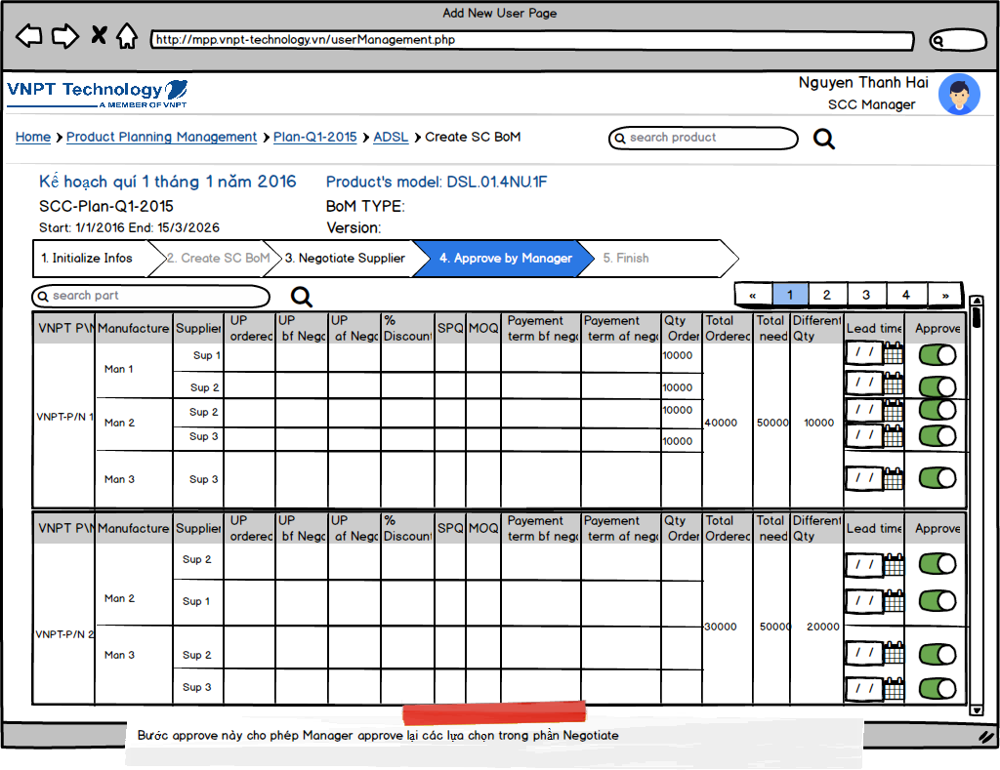 Add New User Page
http://mpp.vnpt-technology.vn/userManagement.php
VNPT Technology
A MEMBER OF VNPT
Nguyen Thanh Hai
SCC Manager
Home Product Planning Management Plan-Q1-2015 ADSL Create SC BoM
search product
Kế hoạch quí 1 tháng 1 năm 2016 Product's model: DSL.01.4NU.1F
SCC-Plan-Q1-2015 BoM TYPE:
Start: 1/1/2016 End: 15/3/2026 Version:
1. Initialize Infos 2. Create SC BoM 3. Negotiate Supplier 4. Approve by Manager 5. Finish
search part
« 1 2 3 4 »
VNPT P\N Manufacture Supplier UP ordered UP bf Nego UP af Nego % Discount SPQ MOQ Payement term bf nego Payement term af nego Qty Order Total Ordered Total need Different Qty Lead time Approve
Sup 1 10000 / /
Man 1
Sup 2 10000 / /
Sup 2 10000 / /
VNPT-P/N 1 Man 2 40000 50000 10000
Sup 3 10000 / /
Man 3 Sup 3 / /
VNPT P\N Manufacture Supplier UP ordered UP bf Nego UP af Nego % Discount SPQ MOQ Payement term bf nego Payement term af nego Qty Order Total Ordered Total need Different Qty Lead time Approve
Sup 2 / /
Man 2 Sup 1 / /
VNPT-P/N 2 30000 50000 20000
Man 3 Sup 2 / /
Sup 3 / /
Bước approve này cho phép Manager approve lại các lựa chọn trong phần Negotiate